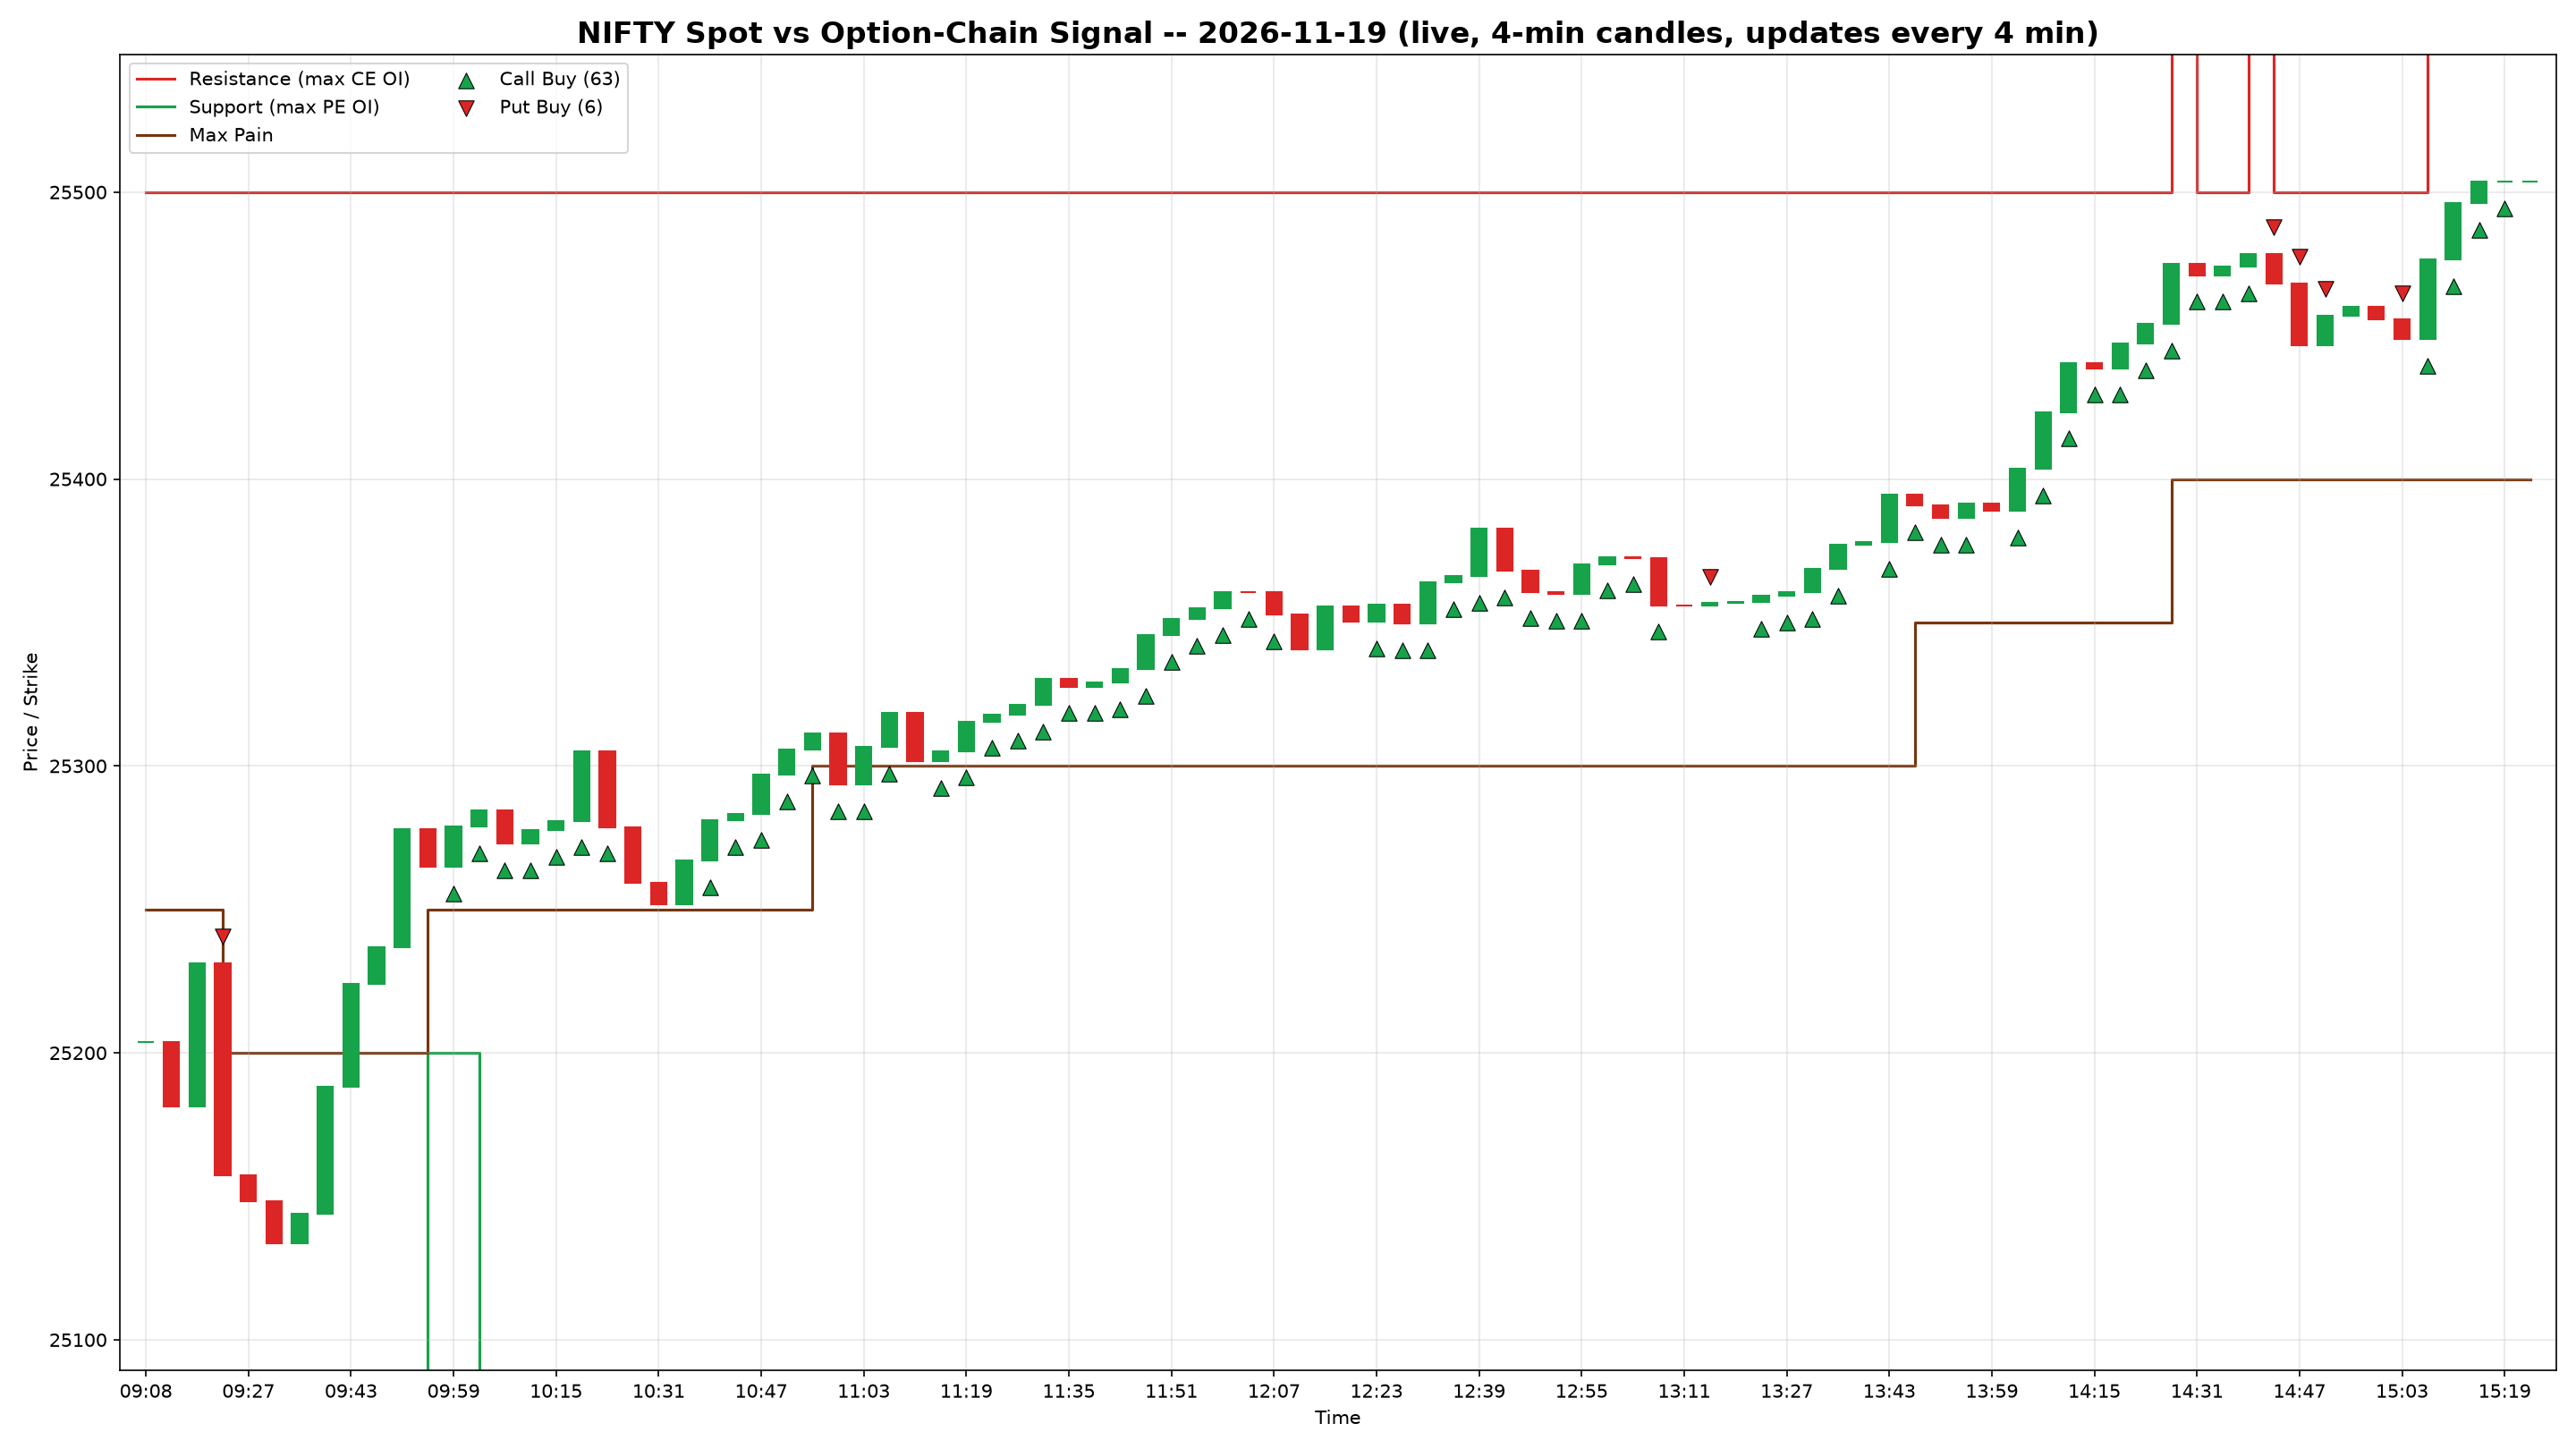 NIFTY Spot vs Option-Chain Signal -- 2026-11-19 (live, 4-min candles, updates every 4 min)
Resistance (max CE OI)
Support (max PE OI)
Max Pain
Call Buy (63)
Put Buy (6)
Price / Strike
25500
25400
25300
25200
25100
09:08 09:27 09:43 09:59 10:15 10:31 10:47 11:03 11:19 11:35 11:51 12:07 12:23 12:39 12:55 13:11 13:27 13:43 13:59 14:15 14:31 14:47 15:03 15:19
Time